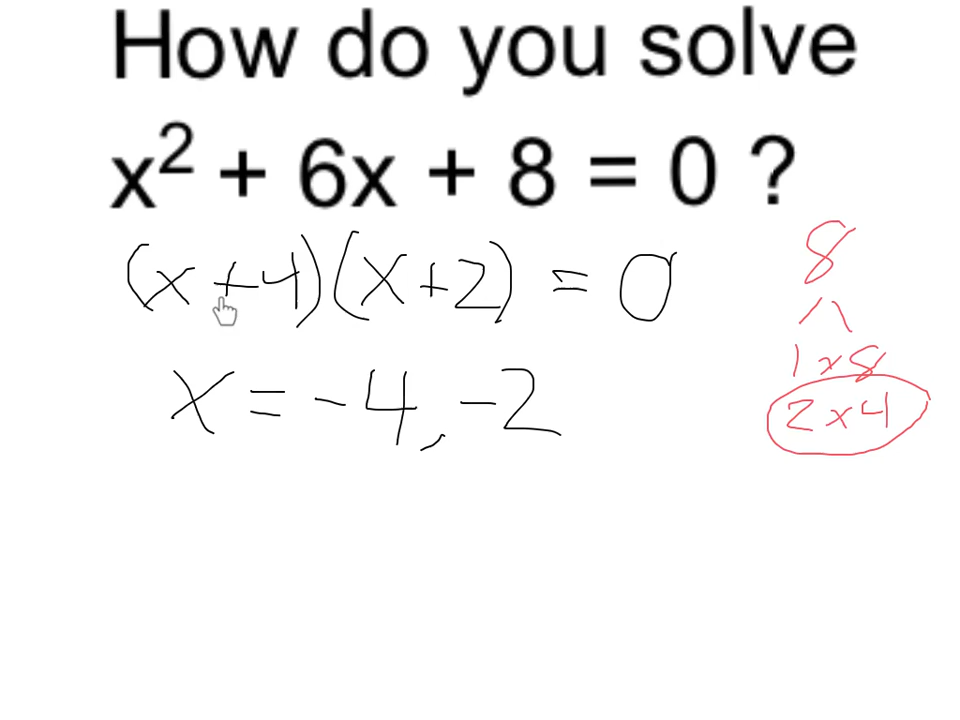 How do you solve
x² + 6x + 8 = 0 ?
(x+4)(x+2) = 0
x = -4, -2
8
1 x 8
2 x 4